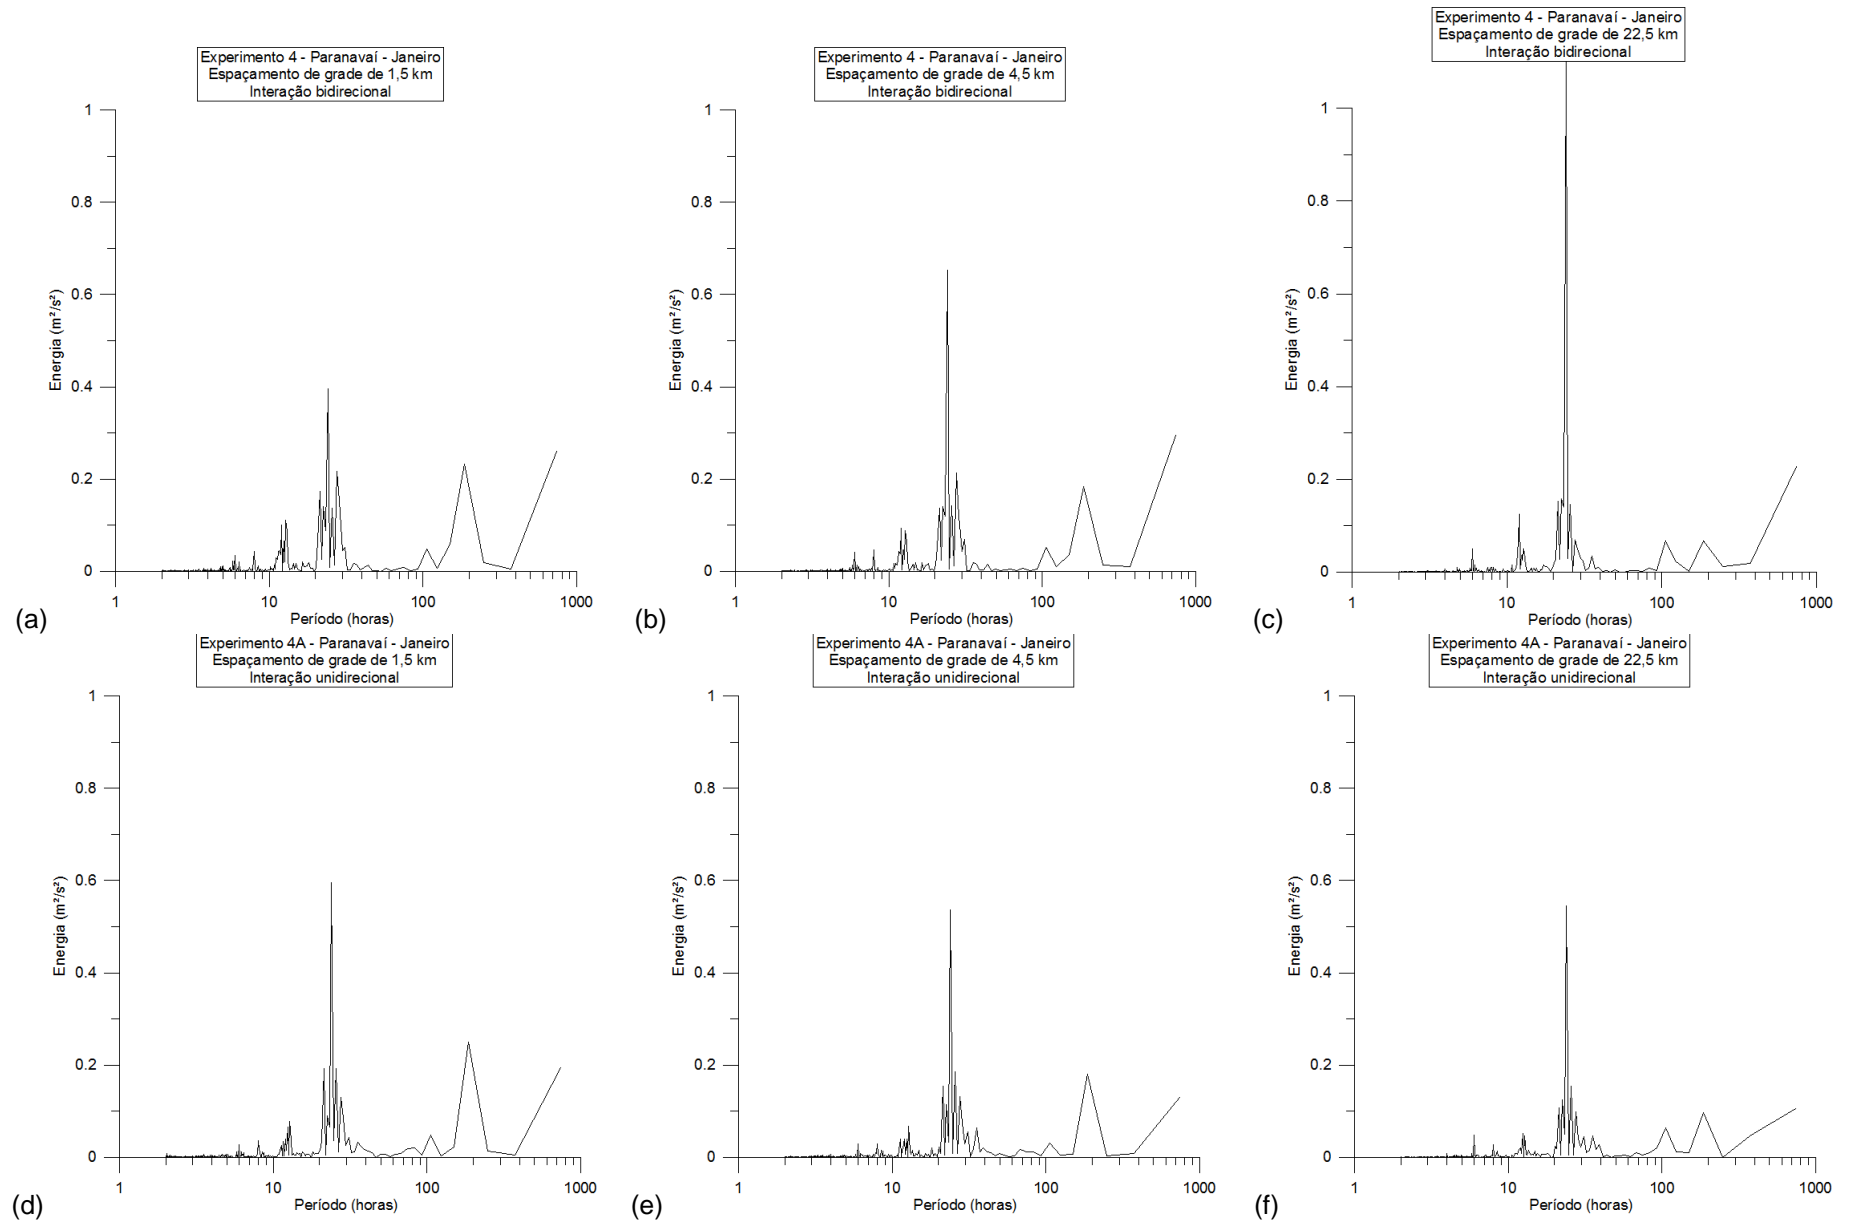 Experimento 4 - Paranavaí - Janeiro
Espaçamento de grade de 1,5 km
Interação bidirecional
1
0.8
0.6
0.4
0.2
0
Energia (m²/s²)
1
10
100
1000
Período (horas)
(a)
Experimento 4 - Paranavaí - Janeiro
Espaçamento de grade de 4,5 km
Interação bidirecional
1
0.8
0.6
0.4
0.2
0
Energia (m²/s²)
1
10
100
1000
Período (horas)
(b)
Experimento 4 - Paranavaí - Janeiro
Espaçamento de grade de 22,5 km
Interação bidirecional
1
0.8
0.6
0.4
0.2
0
Energia (m²/s²)
1
10
100
1000
Período (horas)
(c)
Experimento 4A - Paranavaí - Janeiro
Espaçamento de grade de 1,5 km
Interação unidirecional
1
0.8
0.6
0.4
0.2
0
Energia (m²/s²)
1
10
100
1000
Período (horas)
(d)
Experimento 4A - Paranavaí - Janeiro
Espaçamento de grade de 4,5 km
Interação unidirecional
1
0.8
0.6
0.4
0.2
0
Energia (m²/s²)
1
10
100
1000
Período (horas)
(e)
Experimento 4A - Paranavaí - Janeiro
Espaçamento de grade de 22,5 km
Interação unidirecional
1
0.8
0.6
0.4
0.2
0
Energia (m²/s²)
1
10
100
1000
Período (horas)
(f)